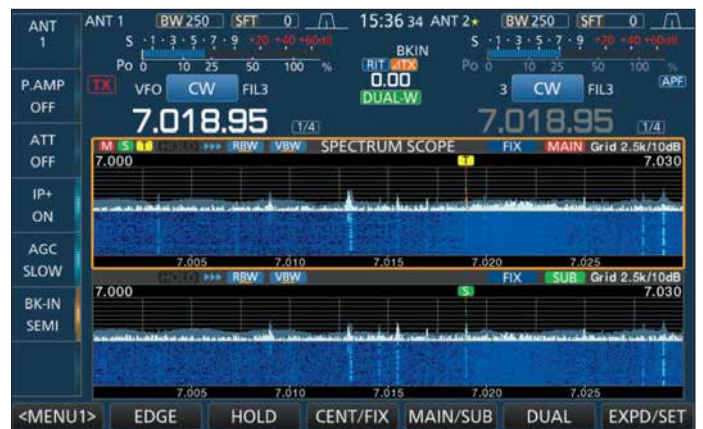 ANT 1 BW 250 SFT 0 15:36 34 ANT 2★ BW 250 SFT 0
ANT
1
S ·1·3·5·7·9 +20 +40 +60dB BKIN S ·1·3·5·7·9 +20 +40 +60dB
Po 0 10 25 50 100 % RIT ⊿TX Po 0 10 25 50 100 %
P.AMP
OFF
TX VFO CW FIL3 0.00 3 CW FIL3 APF
DUAL-W
7.018.95 1/4 7.018.95 1/4
ATT
OFF
M S T HOLD RBW VBW SPECTRUM SCOPE FIX MAIN Grid 2.5k/10dB
7.000 T 7.030
IP+
ON
AGC
SLOW
7.005 7.010 7.015 7.020 7.025
HOLD RBW VBW FIX SUB Grid 2.5k/10dB
7.000 S 7.030
BK-IN
SEMI
7.005 7.010 7.015 7.020 7.025
<MENU1> EDGE HOLD CENT/FIX MAIN/SUB DUAL EXPD/SET